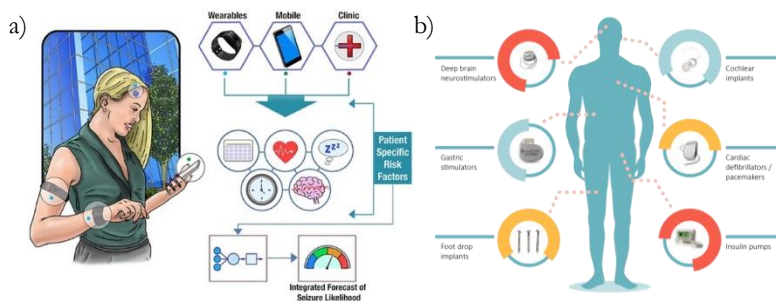 a)
Wearables Mobile Clinic
zzz
Patient
Specific
Risk
Factors
Integrated Forecast of
Seizure Likelihood
b)
Deep brain
neurostimulators
Cochlear
implants
Gastric
stimulators
Cardiac
defibrillators /
pacemakers
Foot drop
implants
Insulin pumps